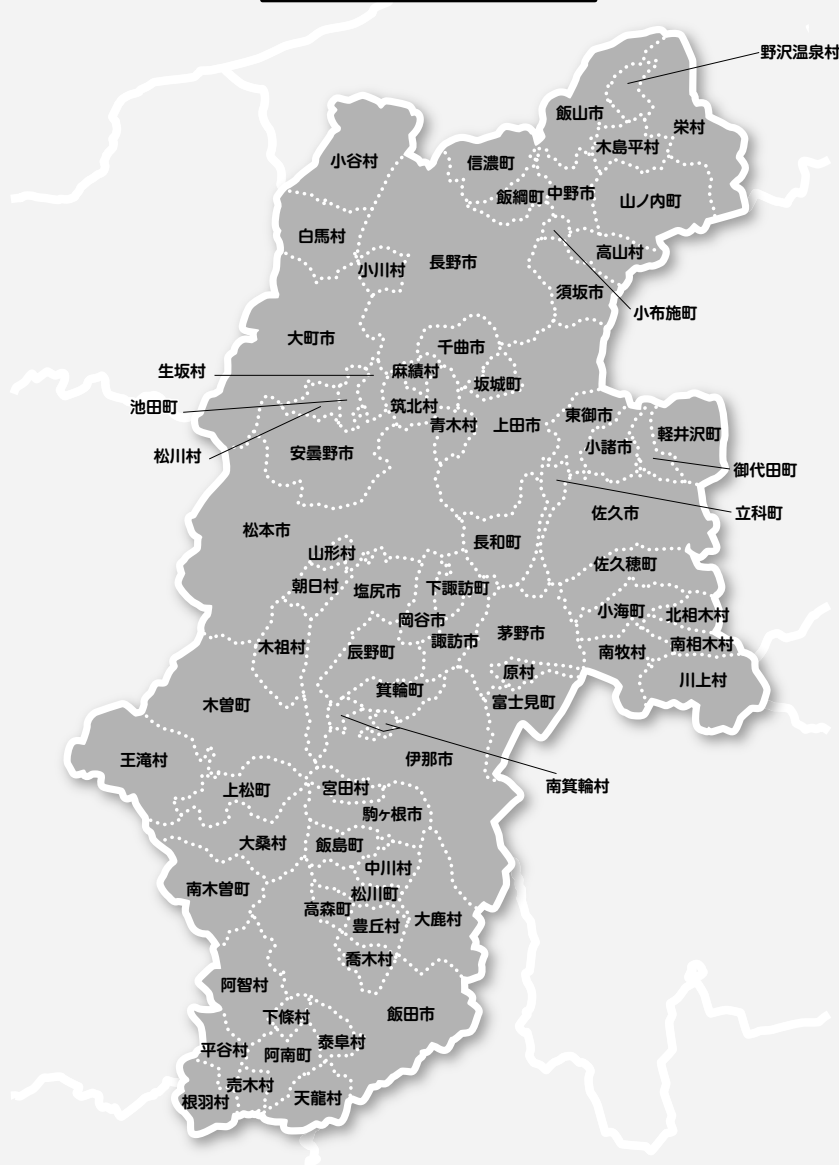 野沢温泉村
飯山市
栄村
木島平村
小谷村
信濃町
飯綱町
中野市
山ノ内町
白馬村
高山村
小川村
長野市
須坂市
小布施町
大町市
千曲市
生坂村
麻績村
坂城町
池田町
筑北村
東御市
青木村
上田市
軽井沢町
松川村
安曇野市
小諸市
御代田町
立科町
佐久市
松本市
長和町
山形村
佐久穂町
朝日村
塩尻市
下諏訪町
小海町
北相木村
岡谷市
茅野市
諏訪市
南相木村
木祖村
辰野町
南牧村
原村
川上村
箕輪町
富士見町
木曽町
王滝村
伊那市
南箕輪村
上松町
宮田村
駒ヶ根市
大桑村
飯島町
中川村
南木曽町
松川町
高森町
大鹿村
豊丘村
喬木村
阿智村
飯田市
下條村
泰阜村
平谷村
阿南町
売木村
天龍村
根羽村